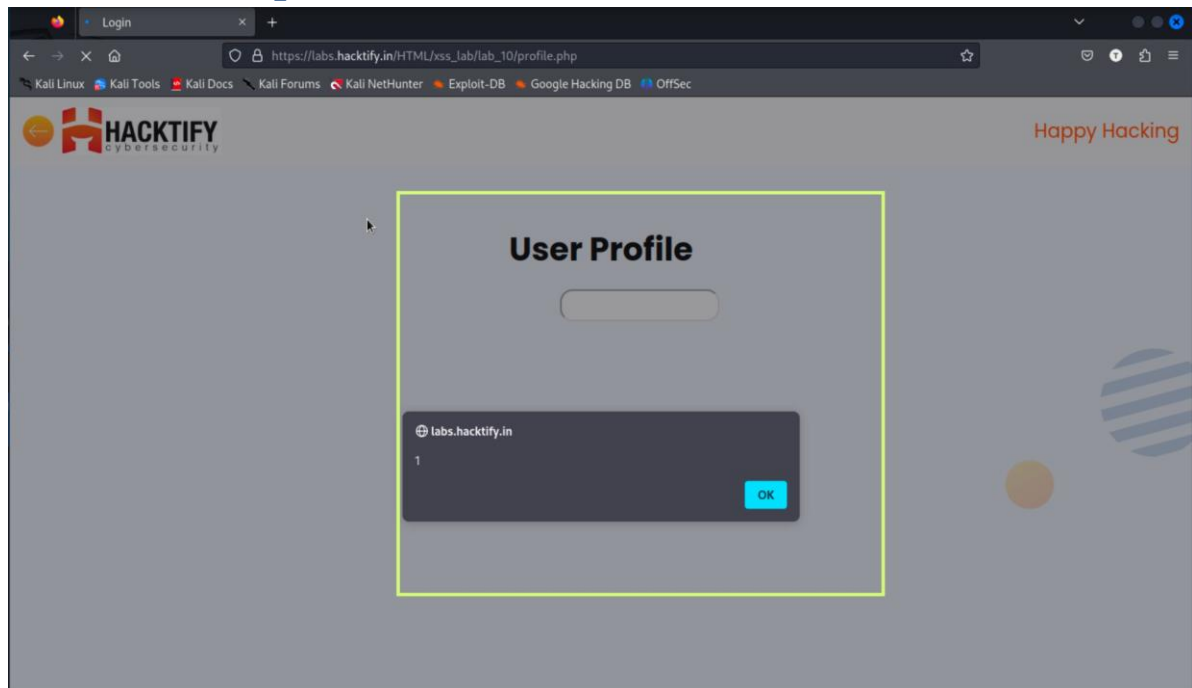 Login
https://labs.hacktify.in/HTML/xss_lab/lab_10/profile.php
Kali Linux Kali Tools Kali Docs Kali Forums Kali NetHunter Exploit-DB Google Hacking DB OffSec
HACKTIFY Happy Hacking
cybersecurity
User Profile
labs.hacktify.in
1
OK